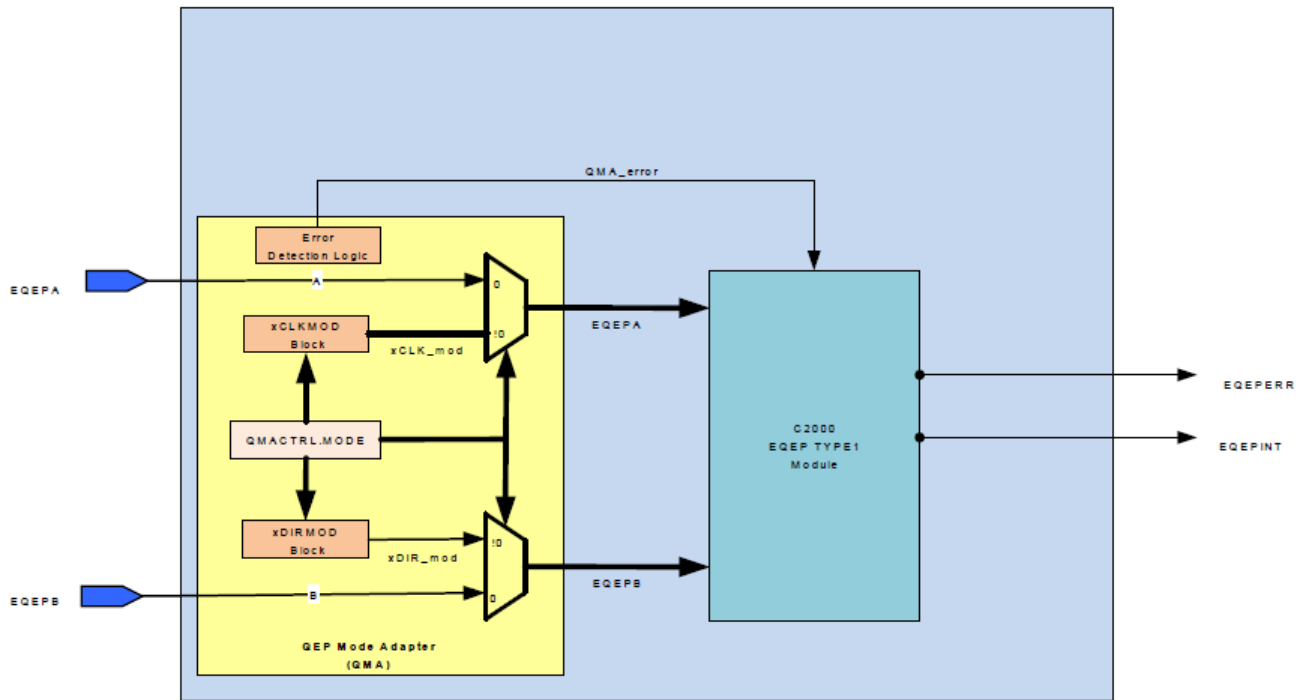 QMA_error
Error
Detection Logic
EQEPA
A
0
EQEPA
xCLKMOD
Block
!0
xCLK_mod
EQEPERR
QMACTRL.MODE
C2000
EQEP TYPE1
Module
EQEPINT
xDIRMOD
Block
!0
xDIR_mod
EQEPB
EQEPB
B
0
QEP Mode Adapter
(QMA)